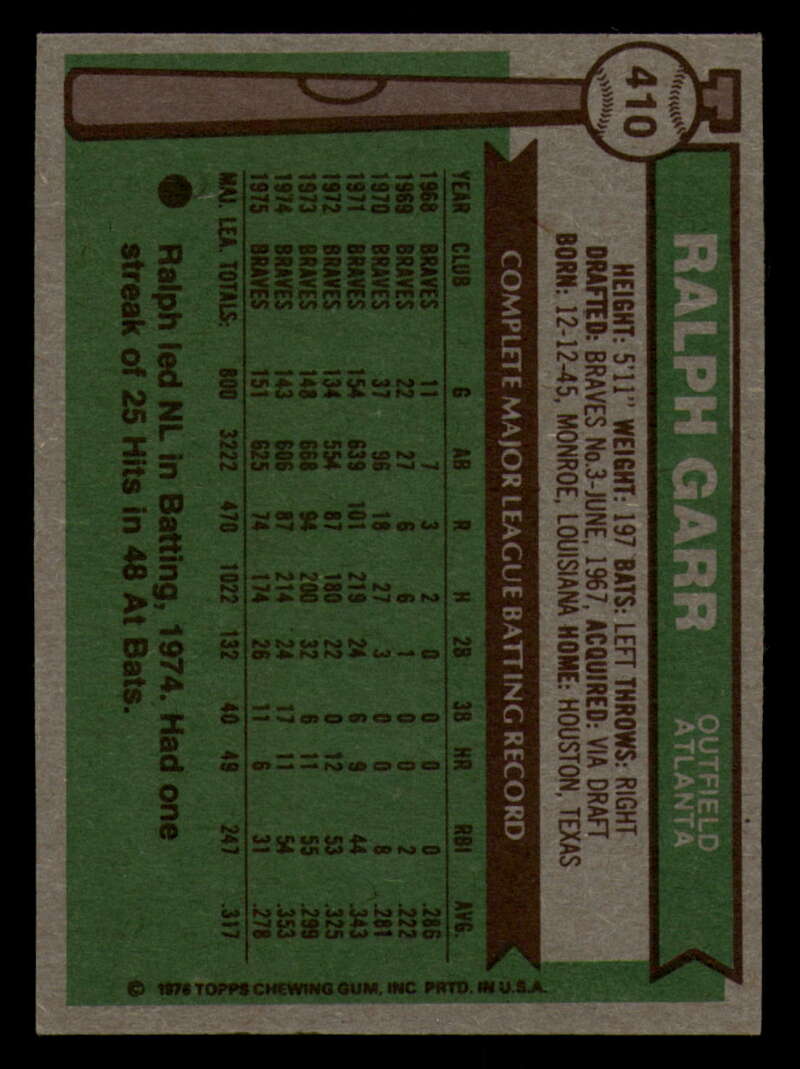 410
RALPH GARR
OUTFIELD
ATLANTA
HEIGHT: 5'11" WEIGHT: 197 BATS: LEFT THROWS: RIGHT
DRAFTED: BRAVES No.3-JUNE, 1967, ACQUIRED: VIA DRAFT
BORN: 12-12-45, MONROE, LOUISIANA HOME: HOUSTON, TEXAS
COMPLETE MAJOR LEAGUE BATTING RECORD
YEAR CLUB G AB R H 2B 3B HR RBI AVG.
1968 BRAVES 11 7 3 2 0 0 0 0 .286
1969 BRAVES 22 27 6 6 1 0 0 2 .222
1970 BRAVES 37 96 18 27 3 0 0 8 .281
1971 BRAVES 154 639 101 219 24 6 9 44 .343
1972 BRAVES 134 554 87 180 22 0 12 53 .325
1973 BRAVES 148 668 94 200 32 6 11 55 .299
1974 BRAVES 143 606 87 214 24 17 11 54 .353
1975 BRAVES 151 625 74 174 26 11 6 31 .278
MAJ. LEA. TOTALS: 800 3222 470 1022 132 40 49 247 .317
Ralph led NL in Batting, 1974. Had one
streak of 25 Hits in 48 At Bats.
© 1976 TOPPS CHEWING GUM, INC PRTD. IN U.S.A.